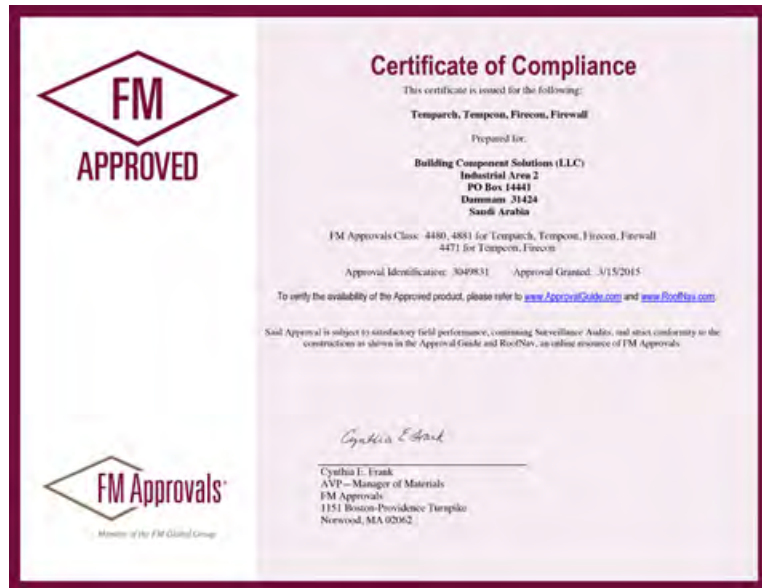 FM
APPROVED
Certificate of Compliance
This certificate is issued for the following:
Temparch, Tempcon, Firecon, Firewall
Prepared for:
Building Component Solutions (LLC)
Industrial Area 2
PO Box 14441
Dammam 31424
Saudi Arabia
FM Approvals Class: 4480, 4881 for Temparch, Tempcon, Firecon, Firewall
4471 for Tempcon, Firecon
Approval Identification: 3049831 Approval Granted: 3/15/2015
To verify the availability of the Approved product, please refer to www.ApprovalGuide.com and www.RoofNav.com
Said Approval is subject to satisfactory field performance, continuing Surveillance Audits, and strict conformity to the
constructions as shown in the Approval Guide and RoofNav, an online resource of FM Approvals.
Cynthia E Frank
Cynthia E. Frank
AVP—Manager of Materials
FM Approvals
1151 Boston-Providence Turnpike
Norwood, MA 02062
FM Approvals
Member of the FM Global Group